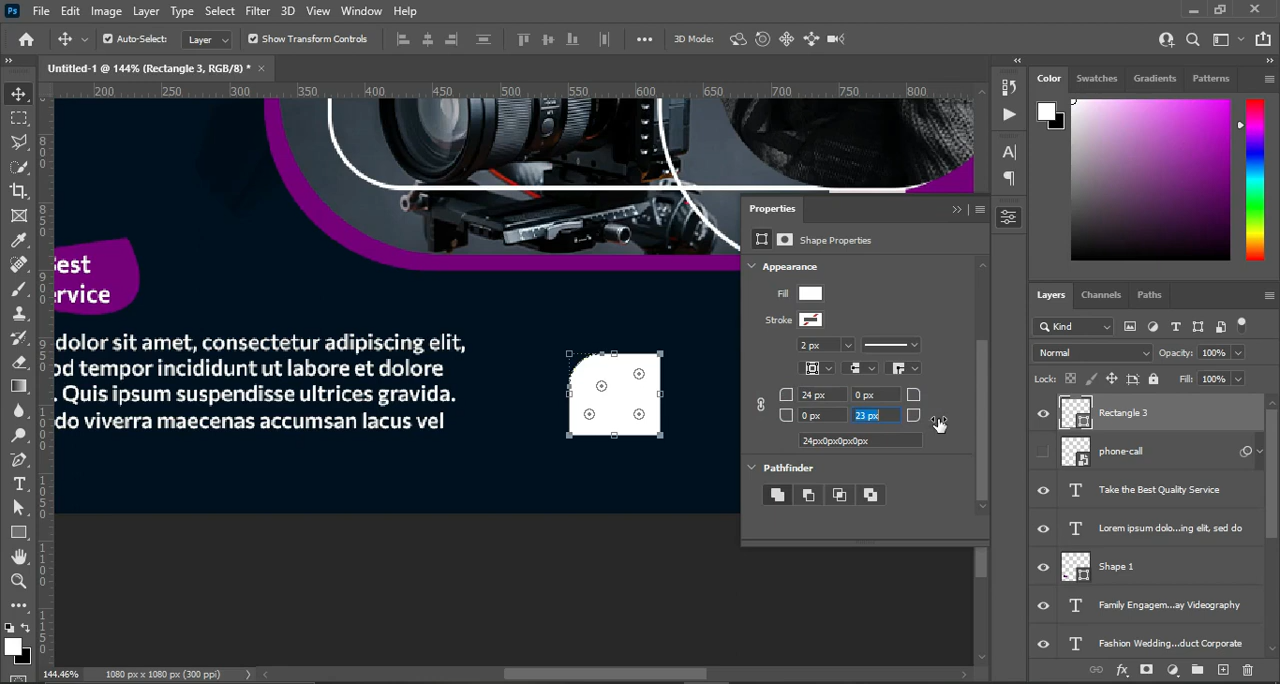 Ps File Edit Image Layer Type Select Filter 3D View Window Help
Auto-Select: Layer Show Transform Controls 3D Mode:
Untitled-1 @ 144% (Rectangle 3, RGB/8) *
200 250 300 350 400 450 500 550 600 650 700 750 800
Color Swatches Gradients Patterns
Properties
Shape Properties
Appearance
Fill
Stroke
2 px
24 px 0 px
0 px 23 px
24px0px0px0px
Pathfinder
est
ervice
dolor sit amet, consectetur adipiscing elit,
od tempor incididunt ut labore et dolore
. Quis ipsum suspendisse ultrices gravida.
do viverra maecenas accumsan lacus vel
Layers Channels Paths
Kind
Normal Opacity: 100%
Lock: Fill: 100%
Rectangle 3
phone-call
Take the Best Quality Service
Lorem ipsum dolo...ing elit, sed do
Shape 1
Family Engagem...ay Videography
Fashion Wedding...duct Corporate
144.46% 1080 px x 1080 px (300 ppi)